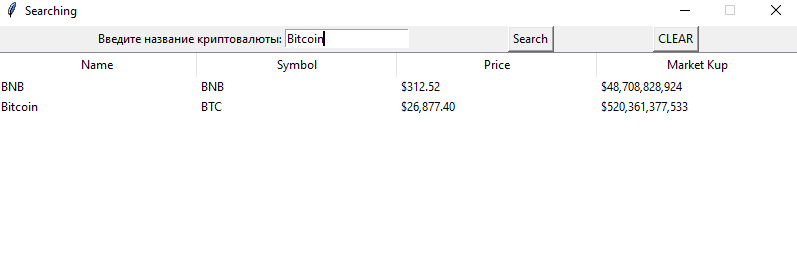 Searching
Введите название криптовалюты: Bitcoin Search CLEAR
Name Symbol Price Market Kup
BNB BNB $312.52 $48,708,828,924
Bitcoin BTC $26,877.40 $520,361,377,533